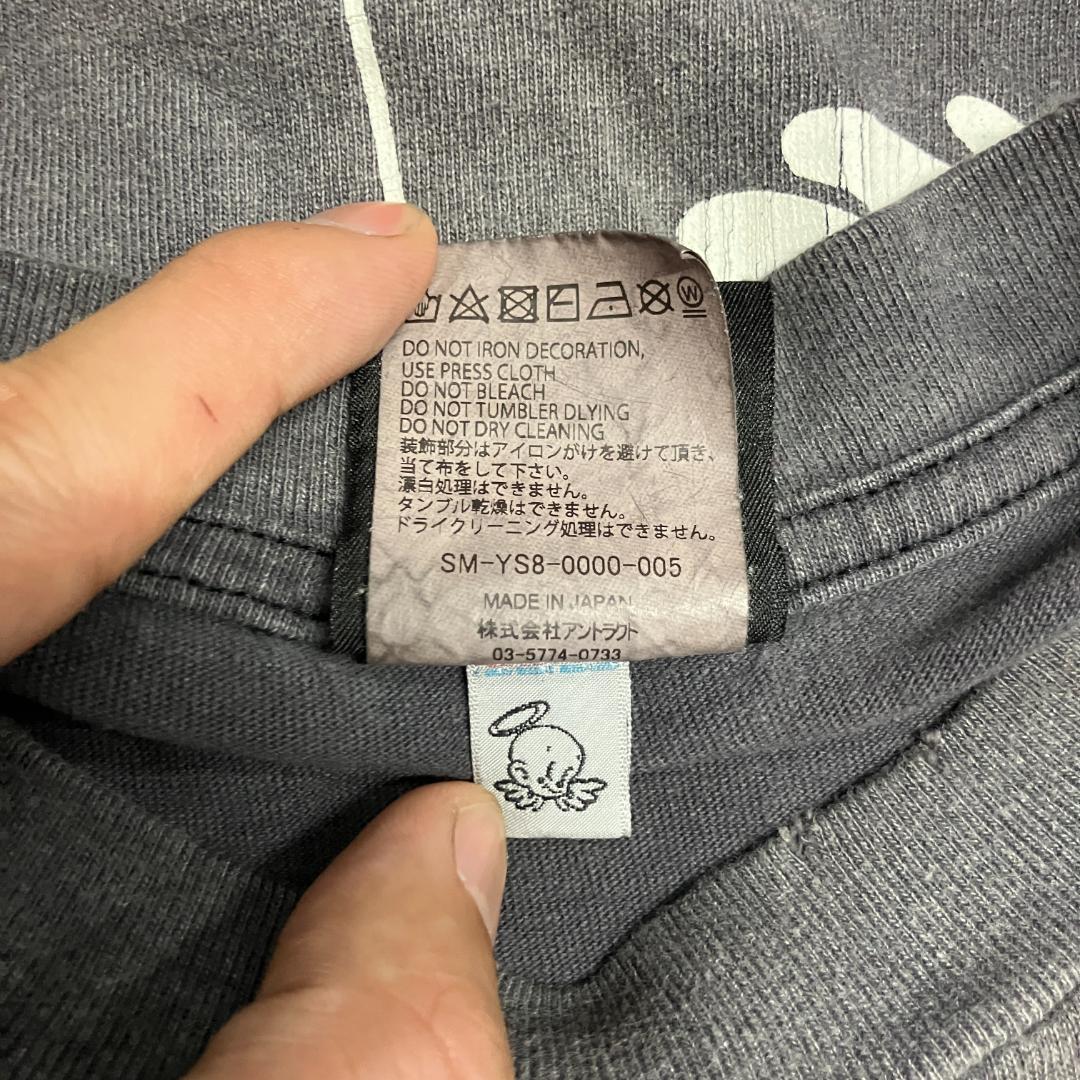 W
DO NOT IRON DECORATION,
USE PRESS CLOTH
DO NOT BLEACH
DO NOT TUMBLER DLYING
DO NOT DRY CLEANING
装飾部分はアイロンがけを避けて頂き、
当て布をして下さい。
漂白処理はできません。
タンブル乾燥はできません。
ドライクリーニング処理はできません。
SM-YS8-0000-005
MADE IN JAPAN
株式会社アントラクト
03-5774-0733